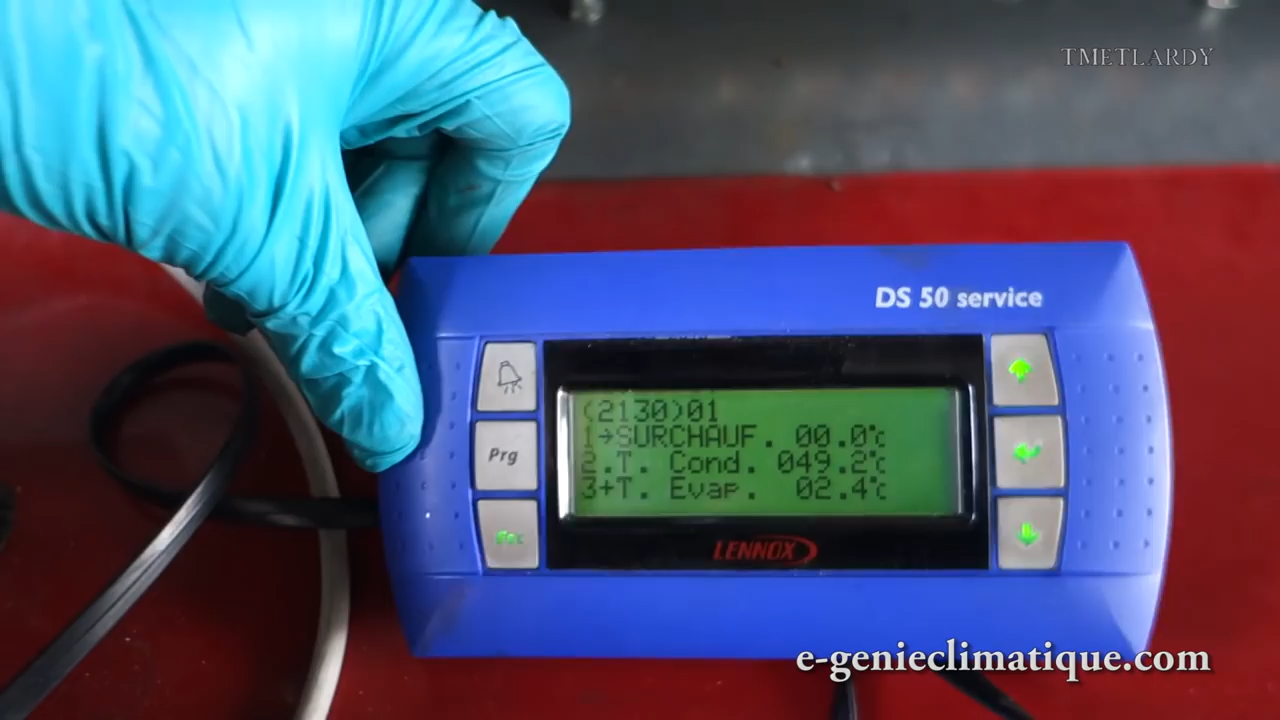 TMETLARDY
DS 50 service
(2130)01
1→SURCHAUF. 00.0℃
2.T. Cond. 049.2℃
3+T. Evap. 02.4℃
Prg
Esc
LENNOX
e-genieclimatique.com